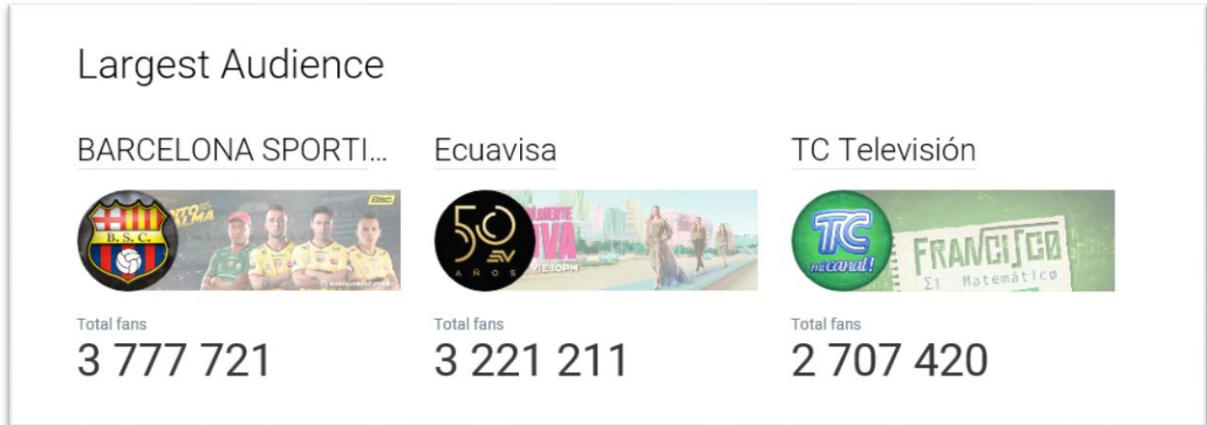 Largest Audience
BARCELONA SPORTI...
Ecuavisa
TC Televisión
B. S. C.
BSC
50
AÑOS
TC
mi canal!
FRANCISCO
El Matemático
Total fans
3 777 721
Total fans
3 221 211
Total fans
2 707 420